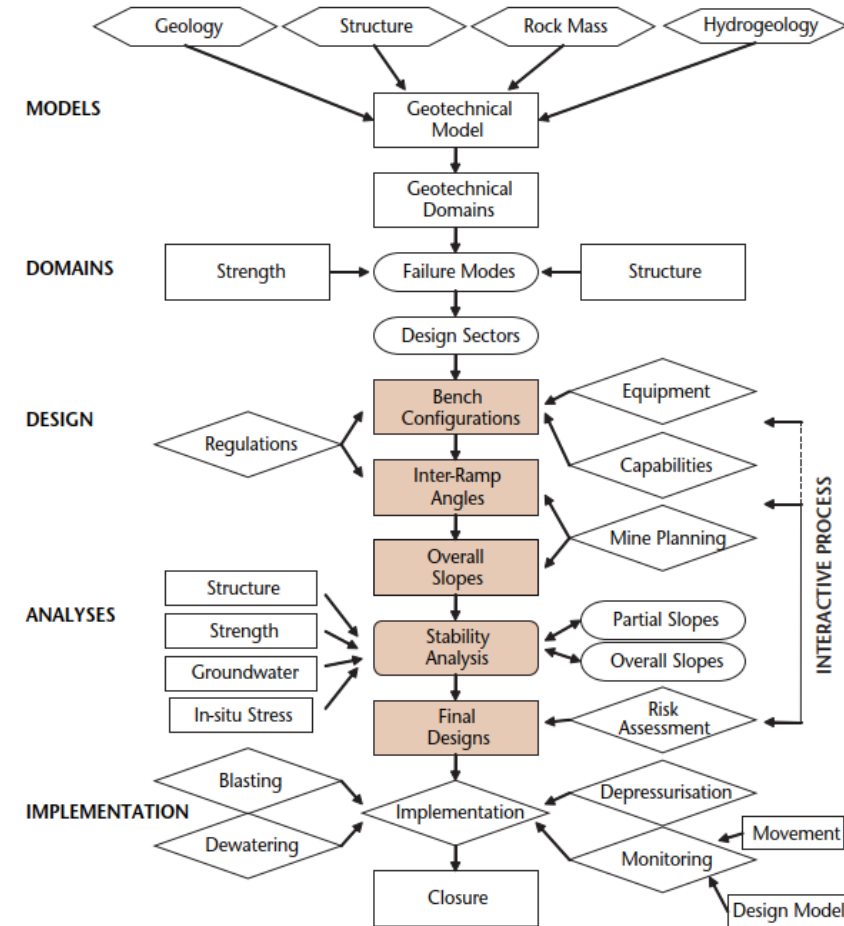 Geology
Structure
Rock Mass
Hydrogeology
MODELS
Geotechnical
Model
Geotechnical
Domains
DOMAINS
Strength
Failure Modes
Structure
Design Sectors
DESIGN
Bench
Configurations
Equipment
Regulations
Capabilities
Inter-Ramp
Angles
Mine Planning
Overall
Slopes
INTERACTIVE PROCESS
ANALYSES
Structure
Strength
Groundwater
In-situ Stress
Stability
Analysis
Partial Slopes
Overall Slopes
Final
Designs
Risk
Assessment
IMPLEMENTATION
Blasting
Dewatering
Implementation
Depressurisation
Monitoring
Movement
Design Model
Closure